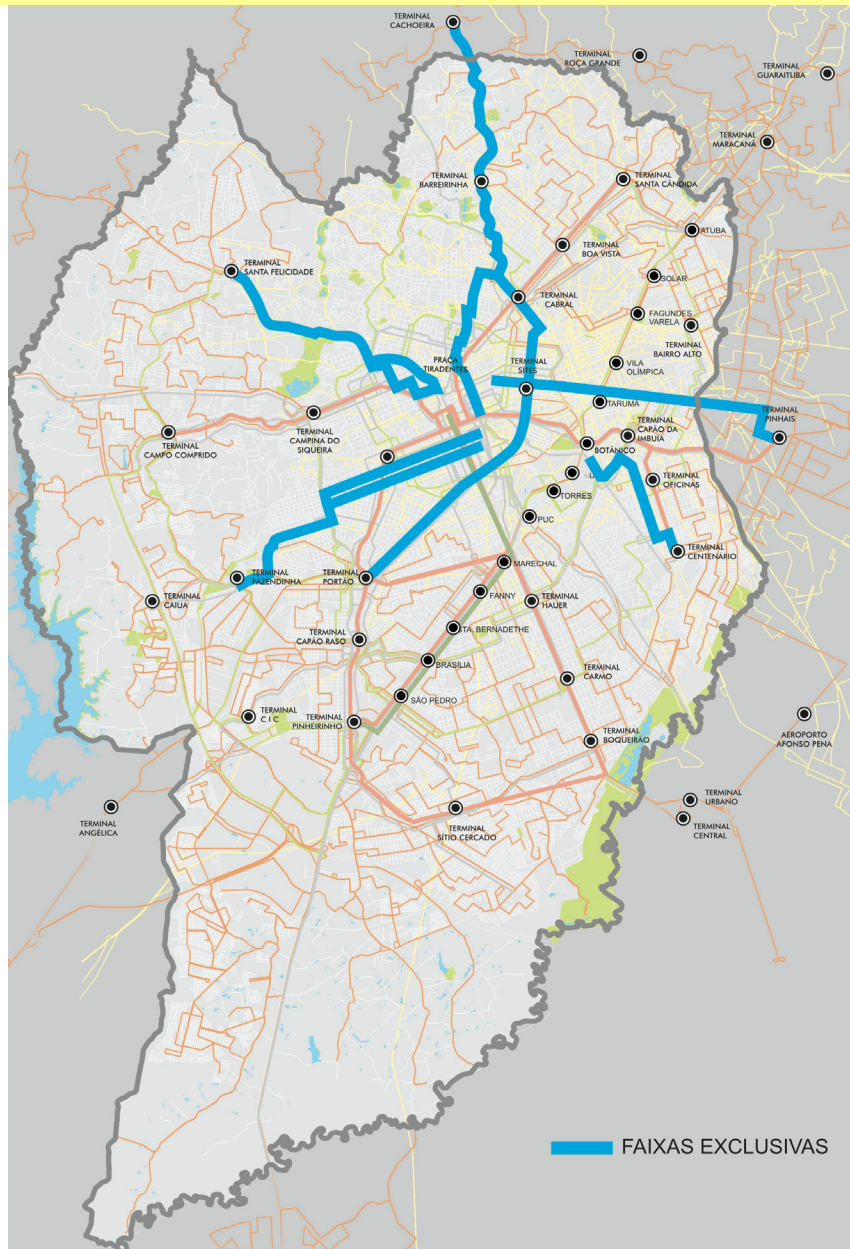 TERMINAL
CACHOEIRA
TERMINAL
ROÇA GRANDE
TERMINAL
GUARAITUBA
TERMINAL
MARACANÃ
TERMINAL
BARREIRINHA
TERMINAL
SANTA CÂNDIDA
ATUBA
TERMINAL
BOA VISTA
TERMINAL
SANTA FELICIDADE
SOLAR
TERMINAL
CABRAL
FAGUNDES
VARELA
TERMINAL
BAIRRO ALTO
PRAÇA
TIRADENTES
TERMINAL
SITES
VILA
OLÍMPICA
TARUMÃ
TERMINAL
PINHAIS
TERMINAL
CAMPO COMPRIDO
TERMINAL
CAMPINA DO
SIQUEIRA
TERMINAL
CAPÃO DA
IMBUIA
BOTÂNICO
TERMINAL
OFICINAS
TORRES
PUC
TERMINAL
CENTENÁRIO
MARECHAL
TERMINAL
FAZENDINHA
TERMINAL
PORTÃO
FANNY
TERMINAL
HAUER
TERMINAL
CAIUA
STA. BERNADETHE
TERMINAL
CAPÃO RASO
BRASÍLIA
TERMINAL
CARMO
SÃO PEDRO
TERMINAL
C I C
TERMINAL
PINHEIRINHO
TERMINAL
BOQUEIRÃO
AEROPORTO
AFONSO PENA
TERMINAL
URBANO
TERMINAL
CENTRAL
TERMINAL
ANGÉLICA
TERMINAL
SÍTIO CERCADO
FAIXAS EXCLUSIVAS